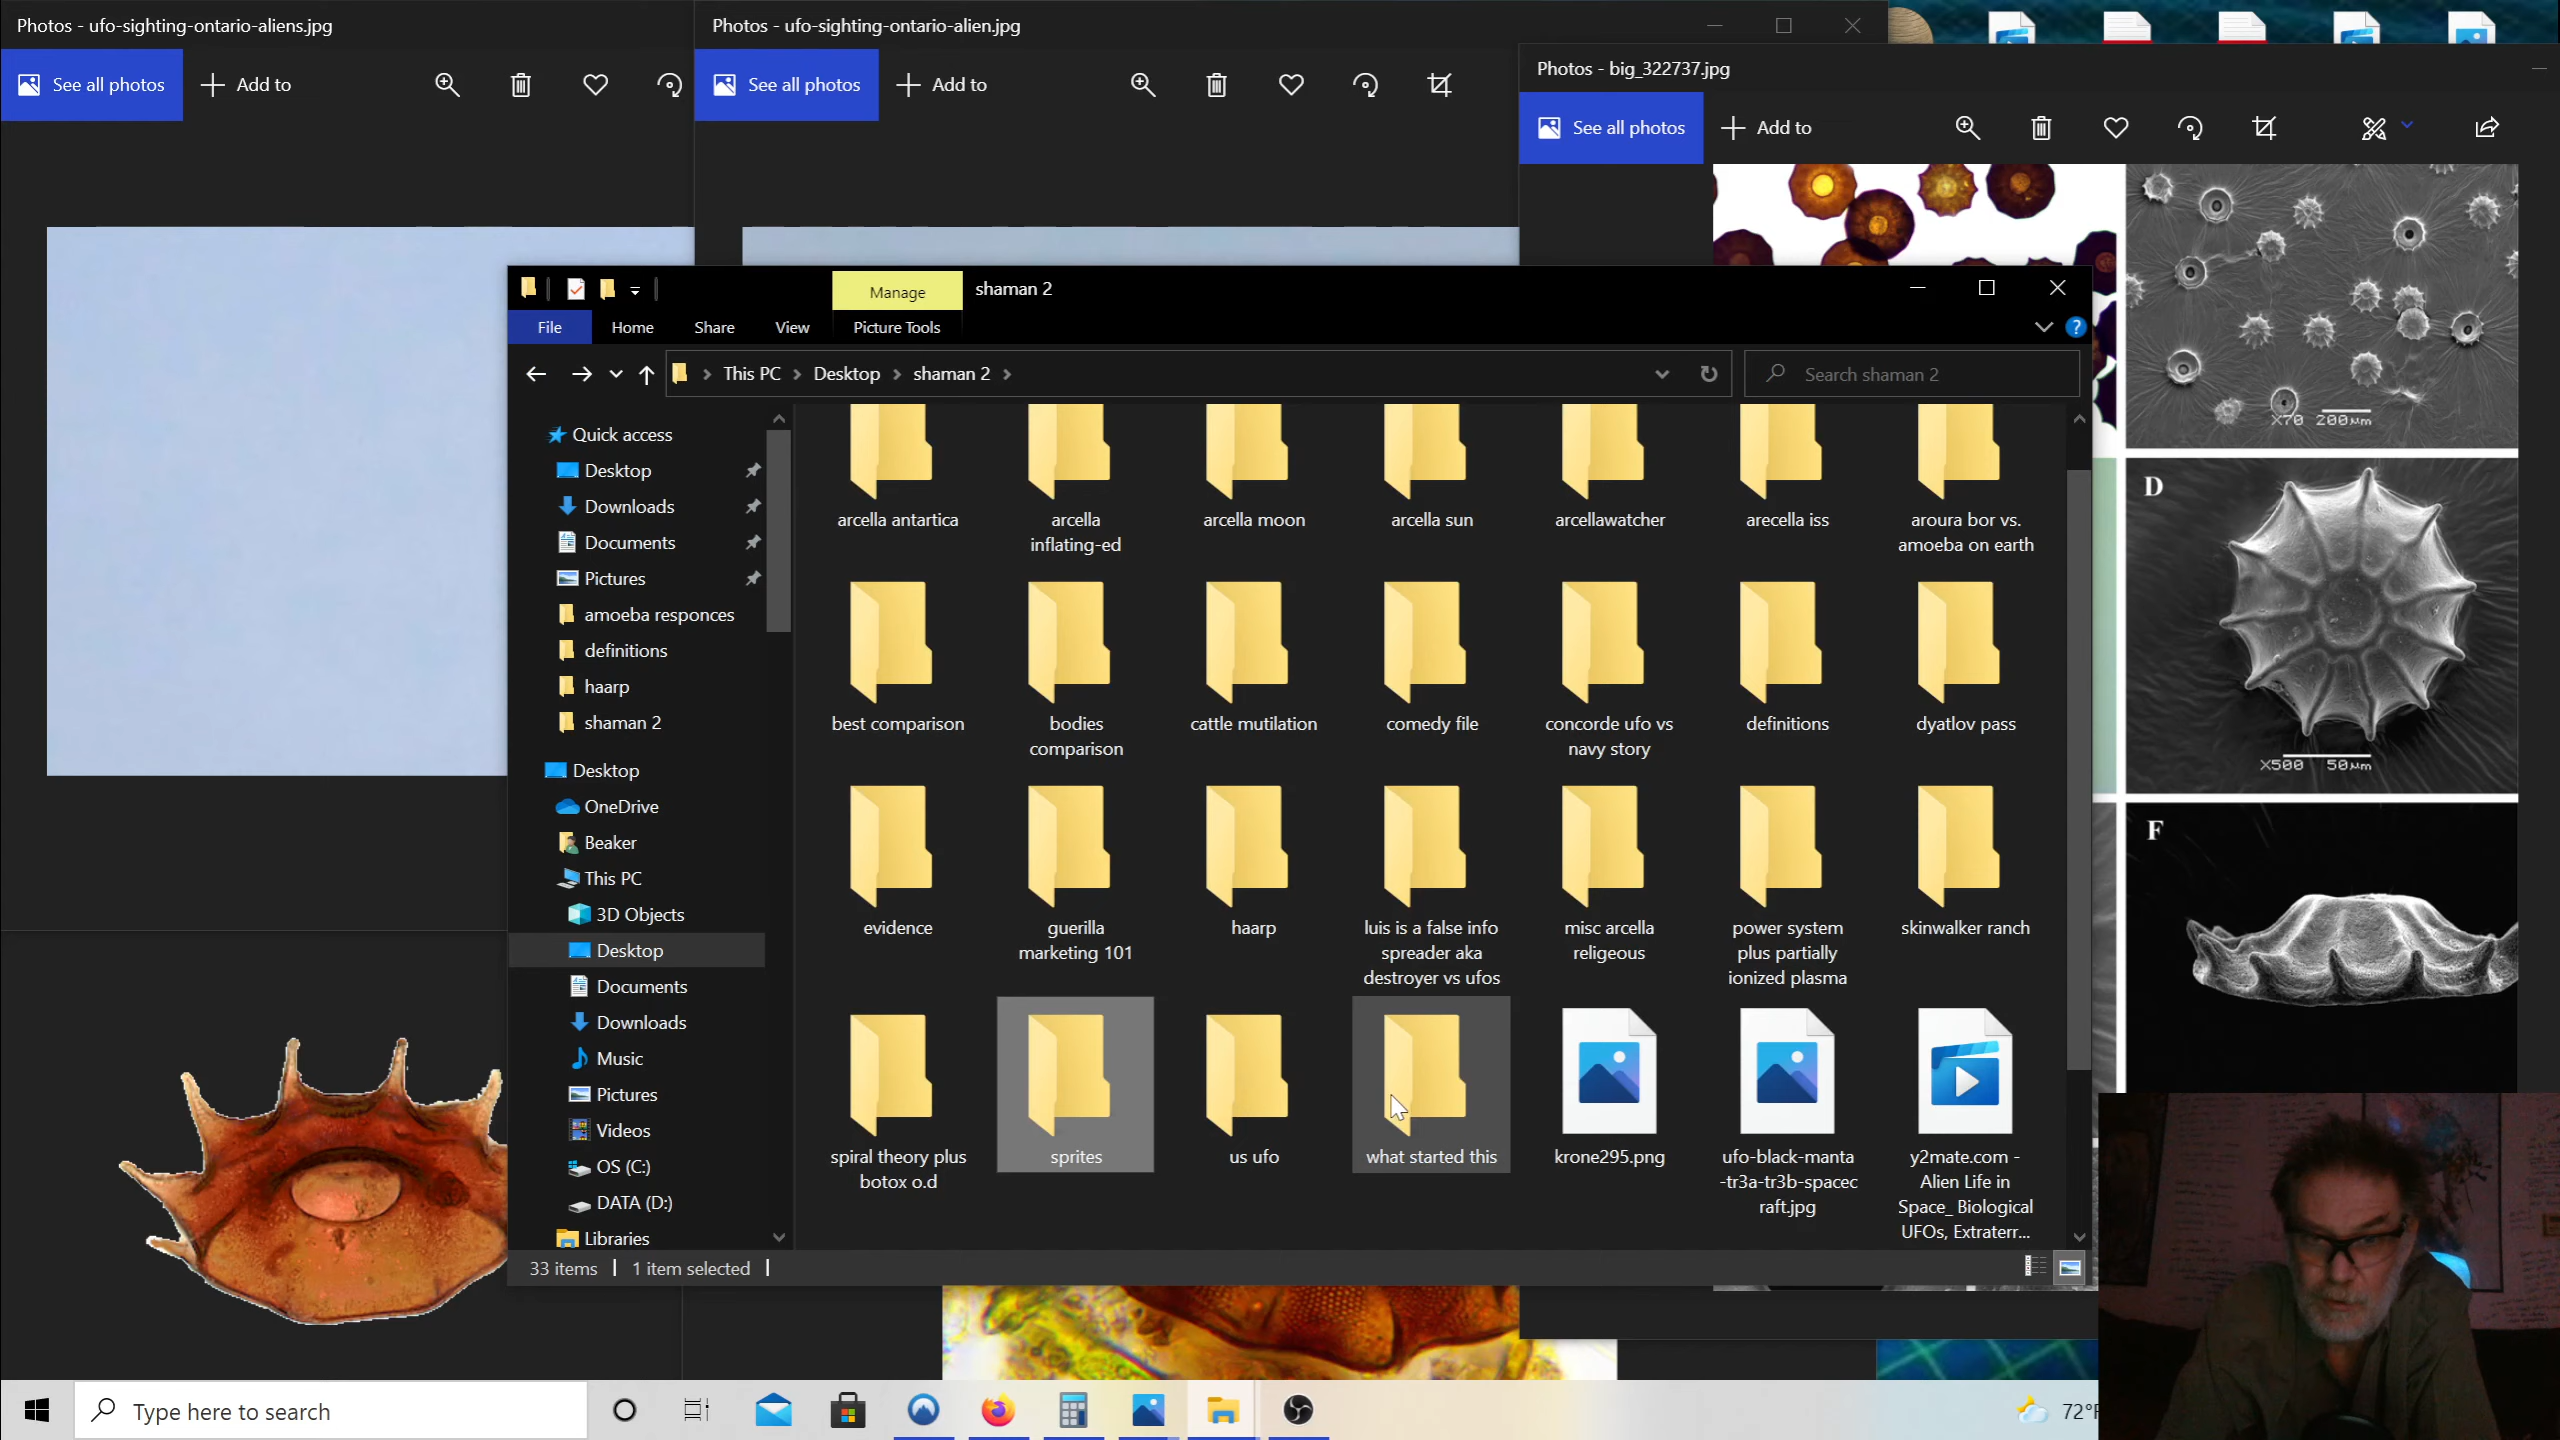 Photos - ufo-sighting-ontario-aliens.jpg
Photos - ufo-sighting-ontario-alien.jpg
Photos - big_322737.jpg
See all photos
Add to
See all photos
Add to
See all photos
Add to
X70 200µm
D
X500 50µm
F
Manage
shaman 2
File
Home
Share
View
Picture Tools
This PC
Desktop
shaman 2
Search shaman 2
Quick access
Desktop
Downloads
Documents
Pictures
amoeba responces
definitions
haarp
shaman 2
Desktop
OneDrive
Beaker
This PC
3D Objects
Desktop
Documents
Downloads
Music
Pictures
Videos
OS (C:)
DATA (D:)
Libraries
arcella antartica
arcella
inflating-ed
arcella moon
arcella sun
arcellawatcher
arecella iss
aroura bor vs.
amoeba on earth
best comparison
bodies
comparison
cattle mutilation
comedy file
concorde ufo vs
navy story
definitions
dyatlov pass
evidence
guerilla
marketing 101
haarp
luis is a false info
spreader aka
destroyer vs ufos
misc arcella
religeous
power system
plus partially
ionized plasma
skinwalker ranch
spiral theory plus
botox o.d
sprites
us ufo
what started this
krone295.png
ufo-black-manta
-tr3a-tr3b-spacec
raft.jpg
y2mate.com -
Alien Life in
Space_ Biological
UFOs, Extraterr...
33 items
1 item selected
Type here to search
72°F